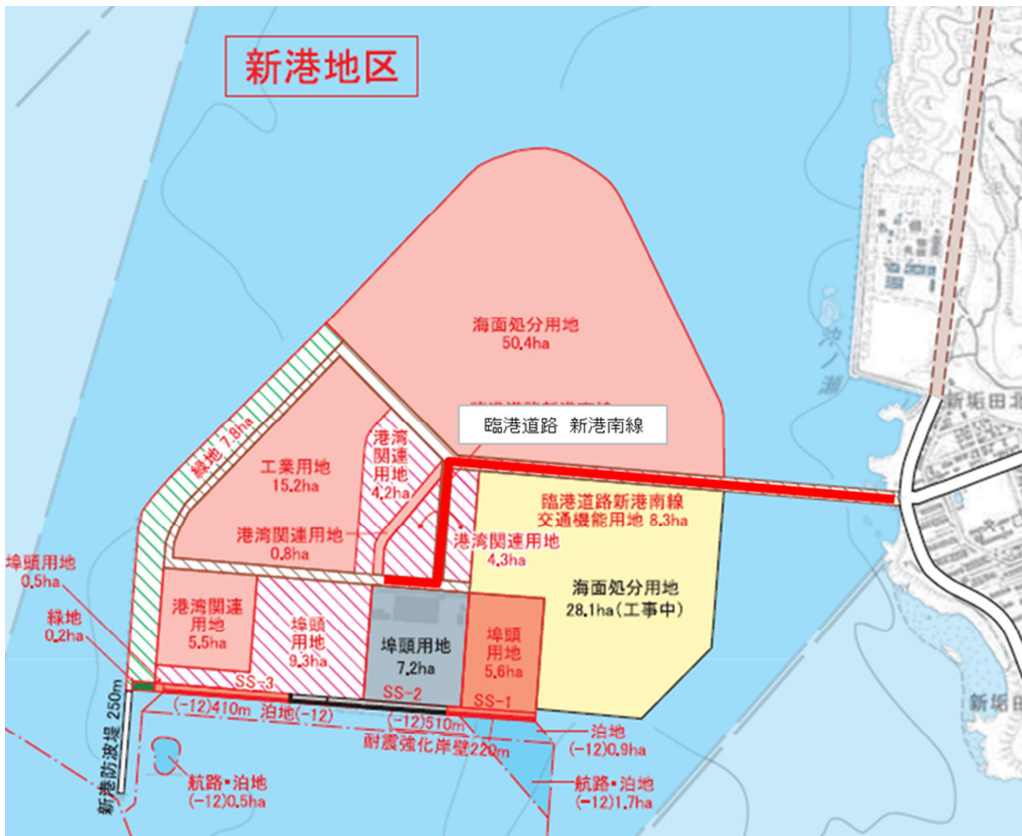 新港地区
海面処分用地
50.4ha
沖ノ瀬
新垢田北
臨港道路 新港南線
緑地 7.8ha
工業用地
15.2ha
港湾
関連
用地
4.2ha
港湾関連用地
0.8ha
臨港道路新港南線
交通機能用地 8.3ha
港湾関連用地
4.3ha
海面処分用地
28.1ha(工事中)
埠頭用地
0.5ha
緑地
0.2ha
港湾関連
用地
5.5ha
埠頭
用地
9.3ha
埠頭用地
7.2ha
埠頭
用地
5.6ha
SS-3
SS-2
SS-1
(-12)410m 泊地(-12)
(-12)510m
耐震強化岸壁220m
泊地
(-12)0.9ha
新港防波堤 250m
航路・泊地
(-12)0.5ha
航路・泊地
(-12)1.7ha
新垢田